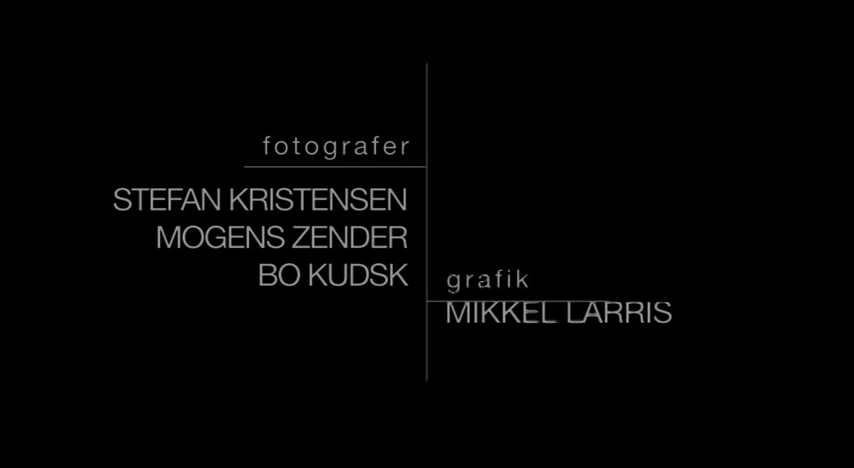 fotografer
STEFAN KRISTENSEN
MOGENS ZENDER
BO KUDSK
grafik
MIKKEL LARRIS